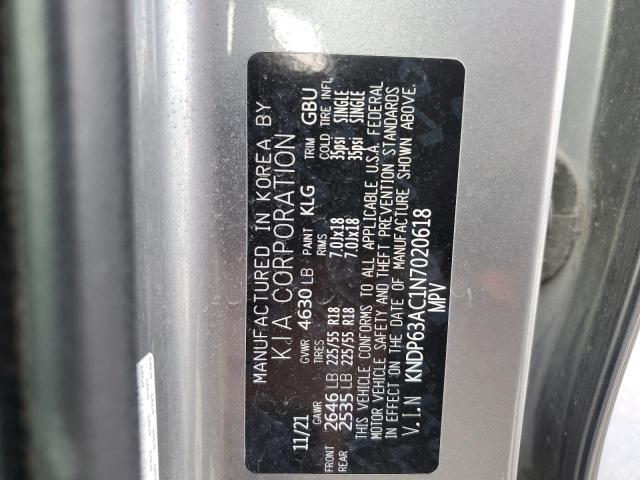 MANUFACTURED IN KOREA BY
KIA CORPORATION
11/21 GVWR 4630 LB PAINT KLG TRIM GBU
GAWR TIRES RIMS COLD TIRE INFL
FRONT 2646 LB 225/55 R18 7.0Jx18 35psi SINGLE
REAR 2535 LB 225/55 R18 7.0Jx18 35psi SINGLE
THIS VEHICLE CONFORMS TO ALL APPLICABLE U.S.A. FEDERAL
MOTOR VEHICLE SAFETY AND THEFT PREVENTION STANDARDS
IN EFFECT ON THE DATE OF MANUFACTURE SHOWN ABOVE.
V.I.N KNDP63AC1N7020618
MPV